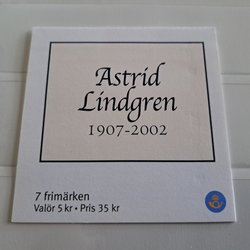 Astrid
Lindgren
1907-2002
7 frimärken
Valör 5 kr • Pris 35 kr